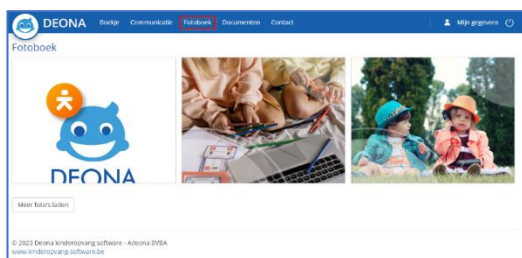 DEONA Boekje Communicatie Fotoboek Documenten Contact Mijn gegevens
Fotoboek
DEONA
Meer foto's laden
© 2023 Deona kinderopvang software - Adeona BVBA
www.kinderopvang-software.be